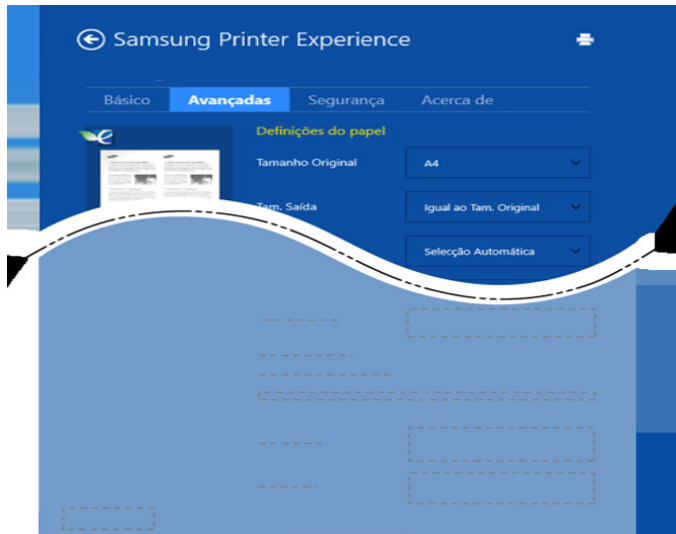 Samsung Printer Experience
Básico Avançadas Segurança Acerca de
Definições do papel
Tamanho Original A4
Tam. Saída Igual ao Tam. Original
Selecção Automática